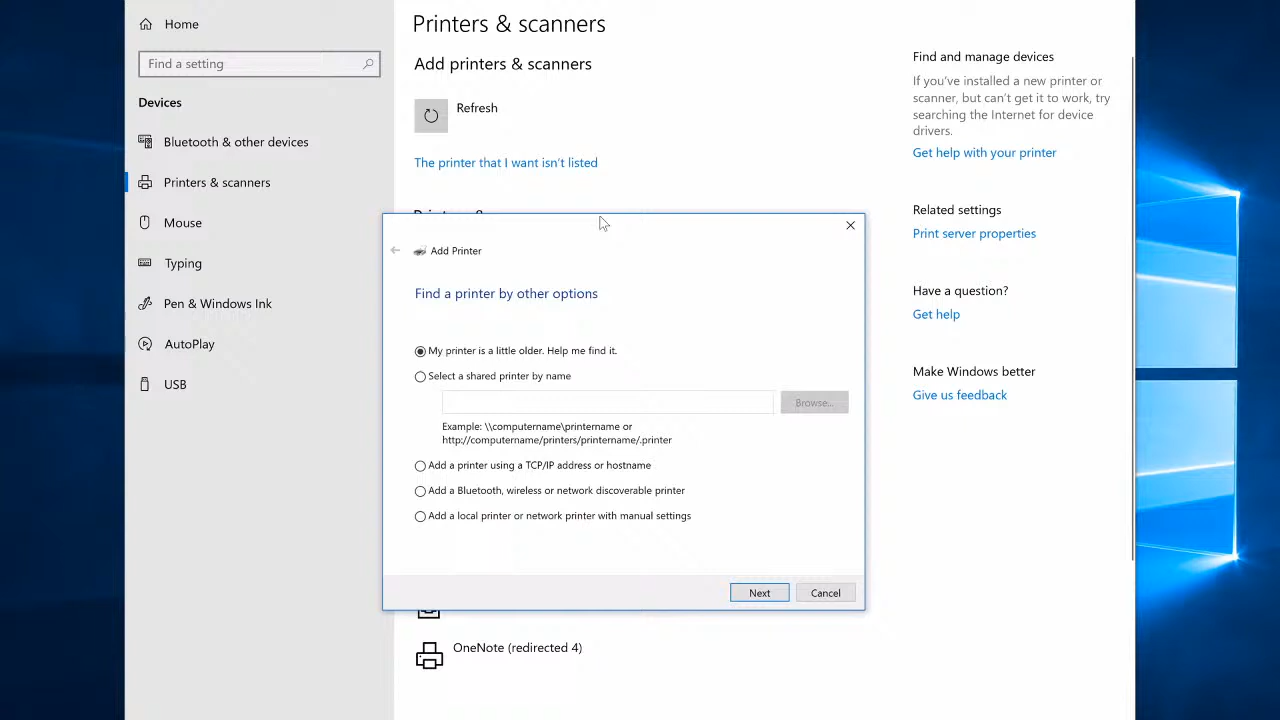 Home
Find a setting
Devices
Bluetooth & other devices
Printers & scanners
Mouse
Typing
Pen & Windows Ink
AutoPlay
USB
Printers & scanners
Add printers & scanners
Refresh
The printer that I want isn't listed
Add Printer
Find a printer by other options
My printer is a little older. Help me find it.
Select a shared printer by name
Browse...
Example: \\computername\printername or
http://computername/printers/printername/.printer
Add a printer using a TCP/IP address or hostname
Add a Bluetooth, wireless or network discoverable printer
Add a local printer or network printer with manual settings
Next
Cancel
OneNote (redirected 4)
Find and manage devices
If you've installed a new printer or
scanner, but can't get it to work, try
searching the Internet for device
drivers.
Get help with your printer
Related settings
Print server properties
Have a question?
Get help
Make Windows better
Give us feedback